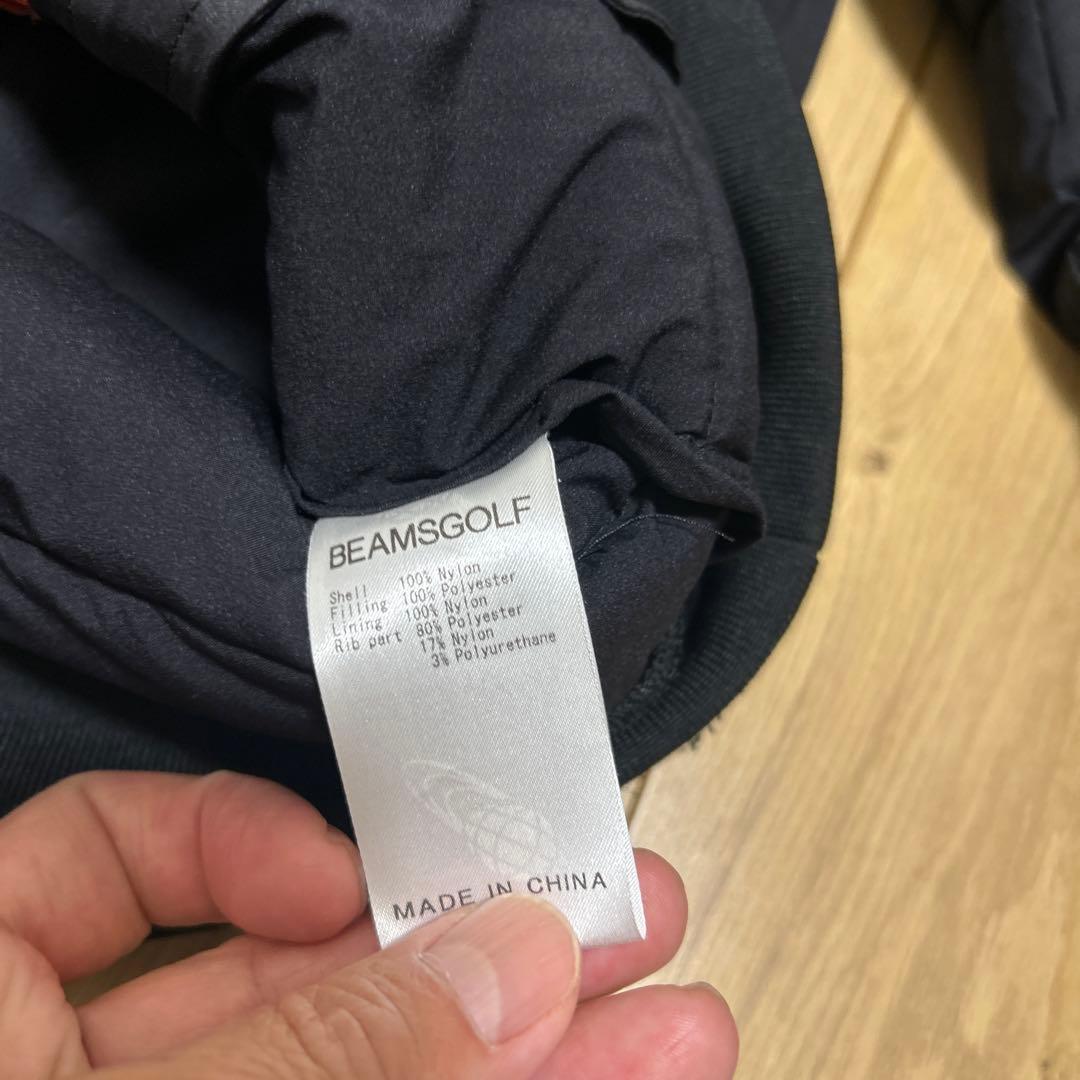 BEAMSGOLF
Shell 100% Nylon
Filling 100% Polyester
Lining 100% Nylon
Rib part 80% Polyester
17% Nylon
3% Polyurethane
MADE IN CHINA